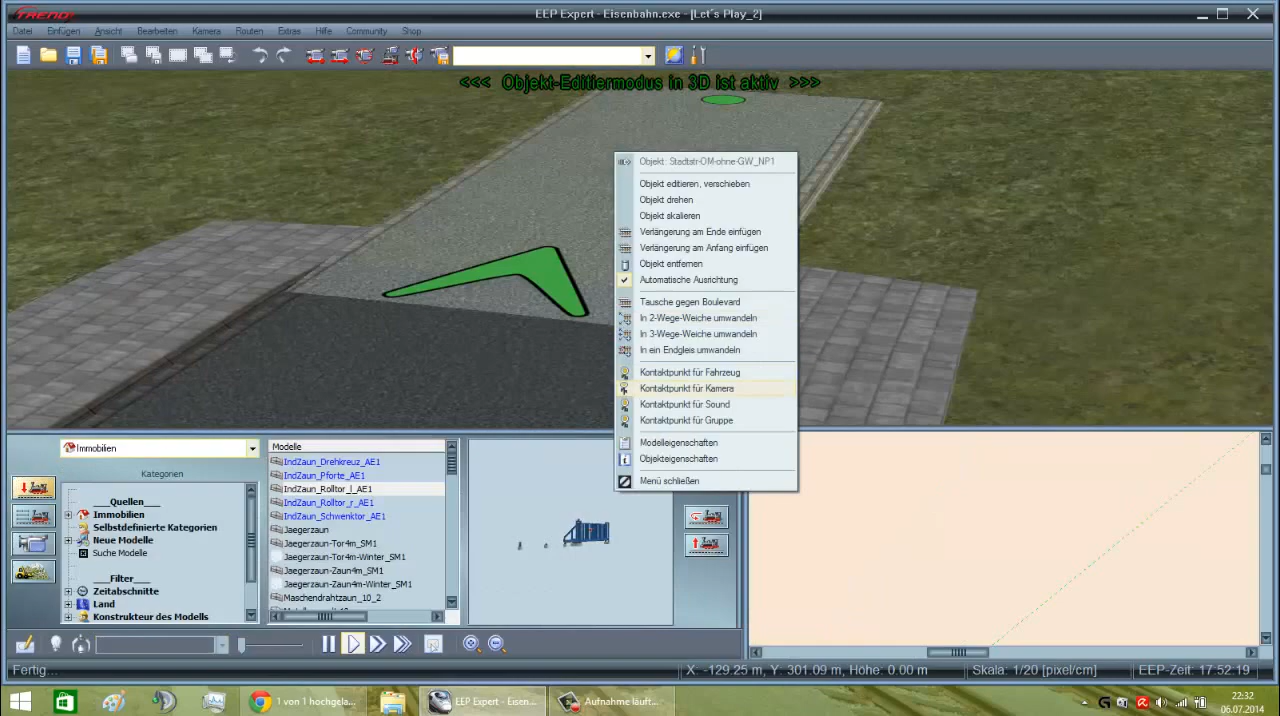 TREND
EEP Expert - Eisenbahn.exe - [Let´s Play_2]
Datei Einfügen Ansicht Bearbeiten Kamera Routen Extras Hilfe Community Shop
<<< Objekt-Editiermodus in 3D ist aktiv >>>
Objekt: Stadtstr-OM-ohne-GW_NP1
Objekt editieren, verschieben
Objekt drehen
Objekt skalieren
Verlängerung am Ende einfügen
Verlängerung am Anfang einfügen
Objekt entfernen
Automatische Ausrichtung
Tausche gegen Boulevard
In 2-Wege-Weiche umwandeln
In 3-Wege-Weiche umwandeln
In ein Endgleis umwandeln
Kontaktpunkt für Fahrzeug
Kontaktpunkt für Kamera
Kontaktpunkt für Sound
Kontaktpunkt für Gruppe
Modelleigenschaften
Objekteigenschaften
Menü schließen
Immobilien
Kategorien
___Quellen___
Immobilien
Selbstdefinierte Kategorien
Neue Modelle
Suche Modelle
___Filter___
Zeitabschnitte
Land
Konstrukteur des Modells
Modelle
IndZaun_Drehkreuz_AE1
IndZaun_Pforte_AE1
IndZaun_Rolltor_l_AE1
IndZaun_Rolltor_r_AE1
IndZaun_Schwenktor_AE1
Jaegerzaun
Jaegerzaun-Tor4m_SM1
Jaegerzaun-Tor4m-Winter_SM1
Jaegerzaun-Zaun4m_SM1
Jaegerzaun-Zaun4m-Winter_SM1
Maschendrahtzaun_10_2
Fertig...
X: -129.25 m, Y: 301.09 m, Höhe: 0.00 m
Skala: 1/20 [pixel/cm]
EEP-Zeit: 17:52:19
1 von 1 hochgela...
EEP Expert - Eisen...
Aufnahme läuft...
22:32
06.07.2014